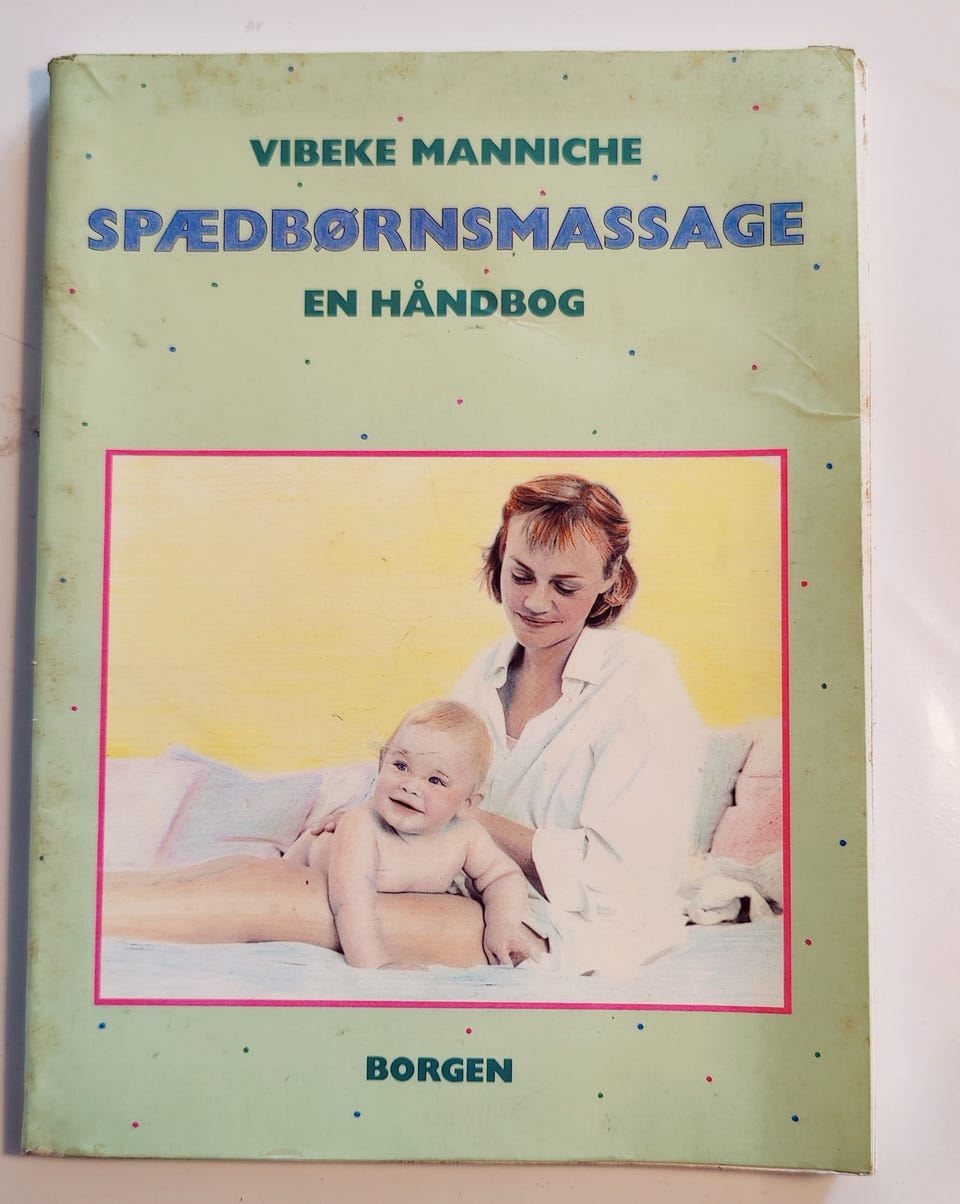 VIBEKE MANNICHE
SPÆDBØRNSMASSAGE
EN HÅNDBOG
BORGEN